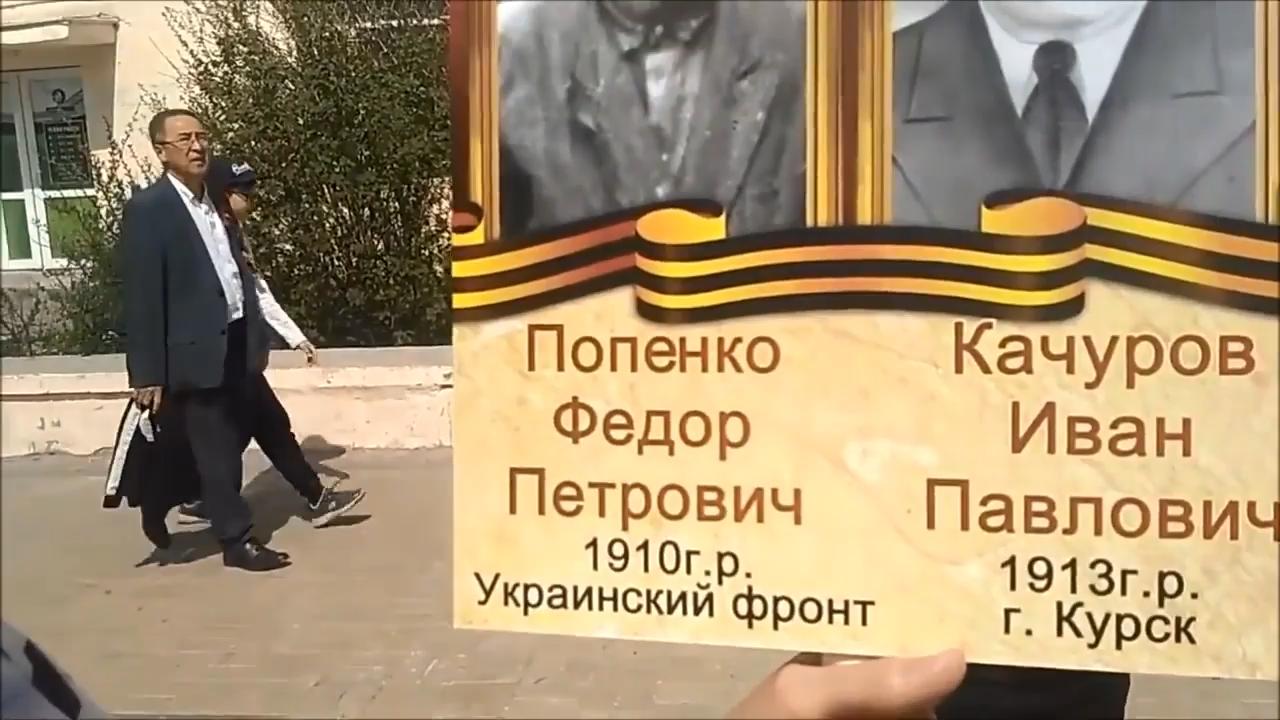 Попенко
Федор
Петрович
1910г.р.
Украинский фронт
Качуров
Иван
Павлович
1913г.р.
г. Курск